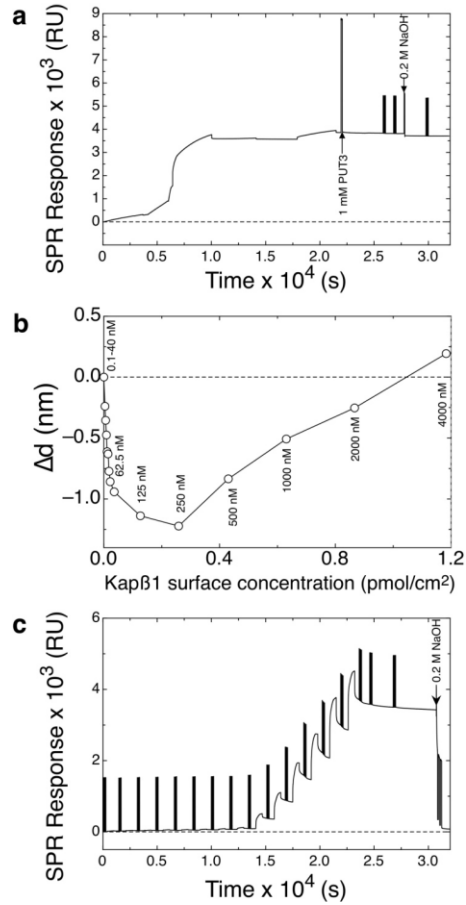 a
SPR Response x 10³ (RU)
9
8
7
6
5
4
3
2
1
0
1 mM PUT3
0.2 M NaOH
0.0
0.5
1.0
1.5
2.0
2.5
3.0
Time x 10⁴ (s)
b
Δd (nm)
0.5
0.0
−0.5
−1.0
0.1-40 nM
62.5 nM
125 nM
250 nM
500 nM
1000 nM
2000 nM
4000 nM
0.0
0.4
0.8
1.2
Kapß1 surface concentration (pmol/cm²)
c
SPR Response x 10³ (RU)
6
4
2
0
0.2 M NaOH
0.0
0.5
1.0
1.5
2.0
2.5
3.0
Time x 10⁴ (s)